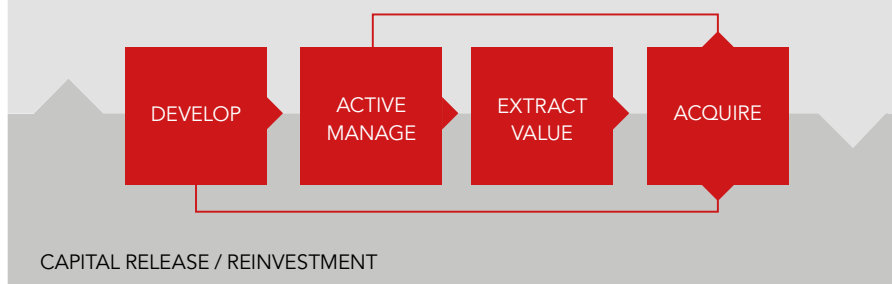 DEVELOP
ACTIVE
MANAGE
EXTRACT
VALUE
ACQUIRE
CAPITAL RELEASE / REINVESTMENT